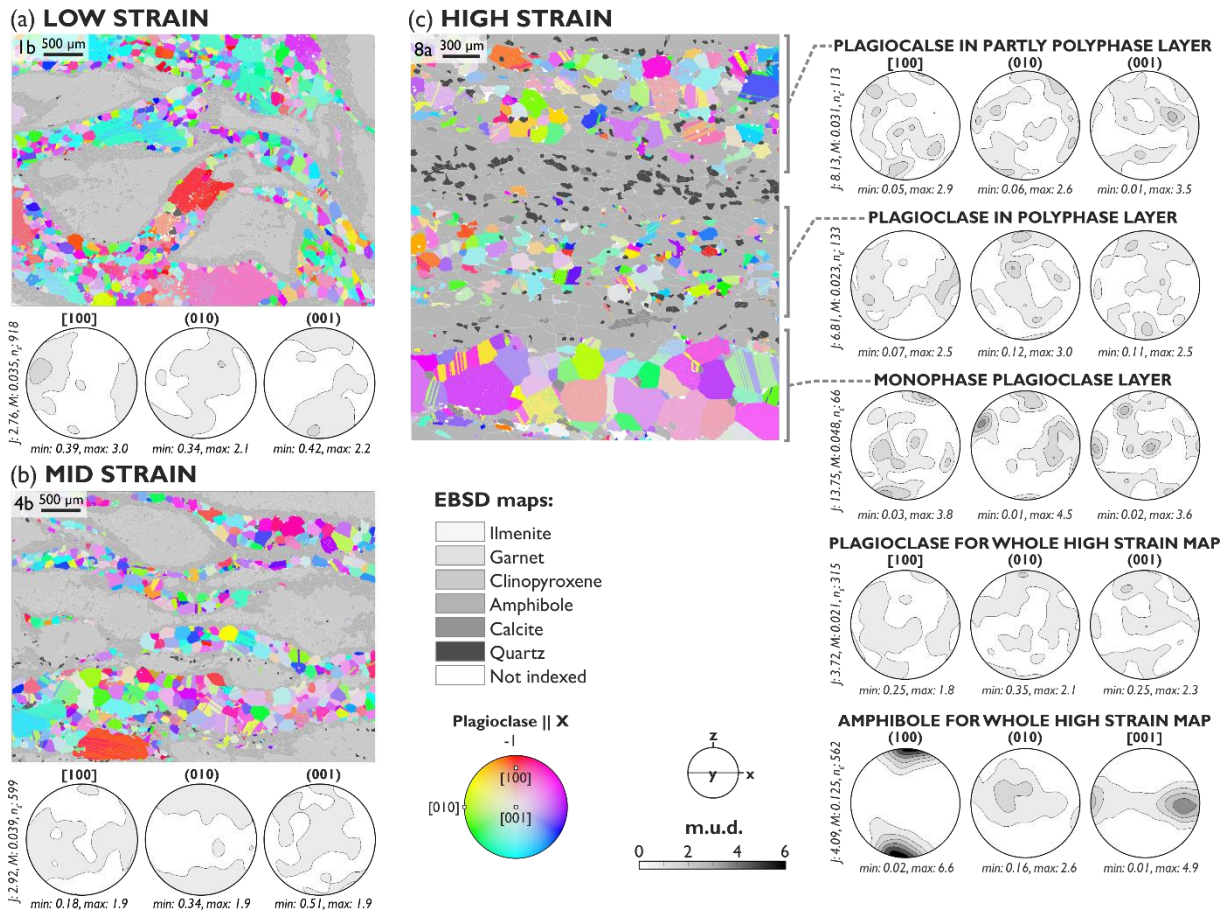 (a) LOW STRAIN
1b 500 µm
[100] (010) (001)
J: 2.76, M: 0.035, nᵢ: 918
min: 0.39, max: 3.0 min: 0.34, max: 2.1 min: 0.42, max: 2.2
(b) MID STRAIN
4b 500 µm
[100] (010) (001)
J: 2.92, M: 0.039, nᵢ: 599
min: 0.18, max: 1.9 min: 0.34, max: 1.9 min: 0.51, max: 1.9
(c) HIGH STRAIN
8a 300 µm
EBSD maps:
Ilmenite
Garnet
Clinopyroxene
Amphibole
Calcite
Quartz
Not indexed
Plagioclase || X
-1
[100]
[010]
[001]
z
y x
m.u.d.
0 2 4 6
PLAGIOCALSE IN PARTLY POLYPHASE LAYER
[100] (010) (001)
J: 8.13, M: 0.031, nᵢ: 113
min: 0.05, max: 2.9 min: 0.06, max: 2.6 min: 0.01, max: 3.5
PLAGIOCLASE IN POLYPHASE LAYER
J: 6.81, M: 0.023, nᵢ: 133
min: 0.07, max: 2.5 min: 0.12, max: 3.0 min: 0.11, max: 2.5
MONOPHASE PLAGIOCLASE LAYER
J: 13.75, M: 0.048, nᵢ: 66
min: 0.03, max: 3.8 min: 0.01, max: 4.5 min: 0.02, max: 3.6
PLAGIOCLASE FOR WHOLE HIGH STRAIN MAP
[100] (010) (001)
J: 3.72, M: 0.021, nᵢ: 315
min: 0.25, max: 1.8 min: 0.35, max: 2.1 min: 0.25, max: 2.3
AMPHIBOLE FOR WHOLE HIGH STRAIN MAP
(100) (010) [001]
J: 4.09, M: 0.125, nᵢ: 562
min: 0.02, max: 6.6 min: 0.16, max: 2.6 min: 0.01, max: 4.9